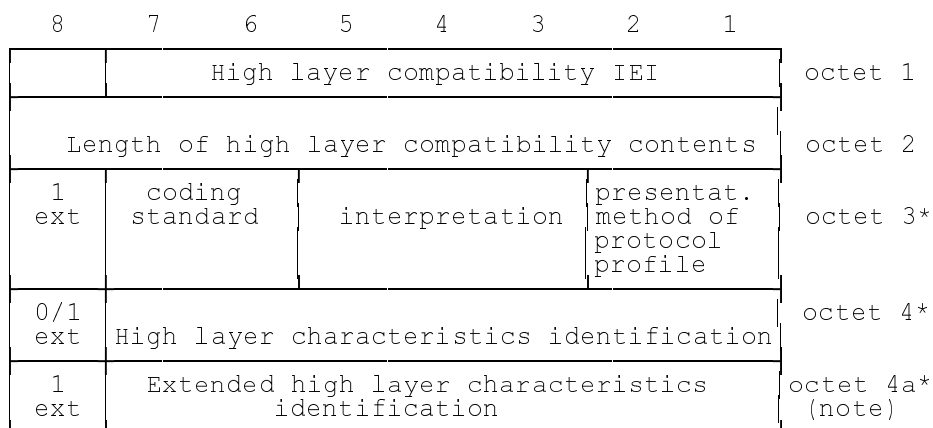 8 7 6 5 4 3 2 1
High layer compatibility IEI octet 1
Length of high layer compatibility contents octet 2
1 coding presentat.
ext standard interpretation method of octet 3*
protocol
profile
0/1 octet 4*
ext High layer characteristics identification
1 Extended high layer characteristics octet 4a*
ext identification (note)